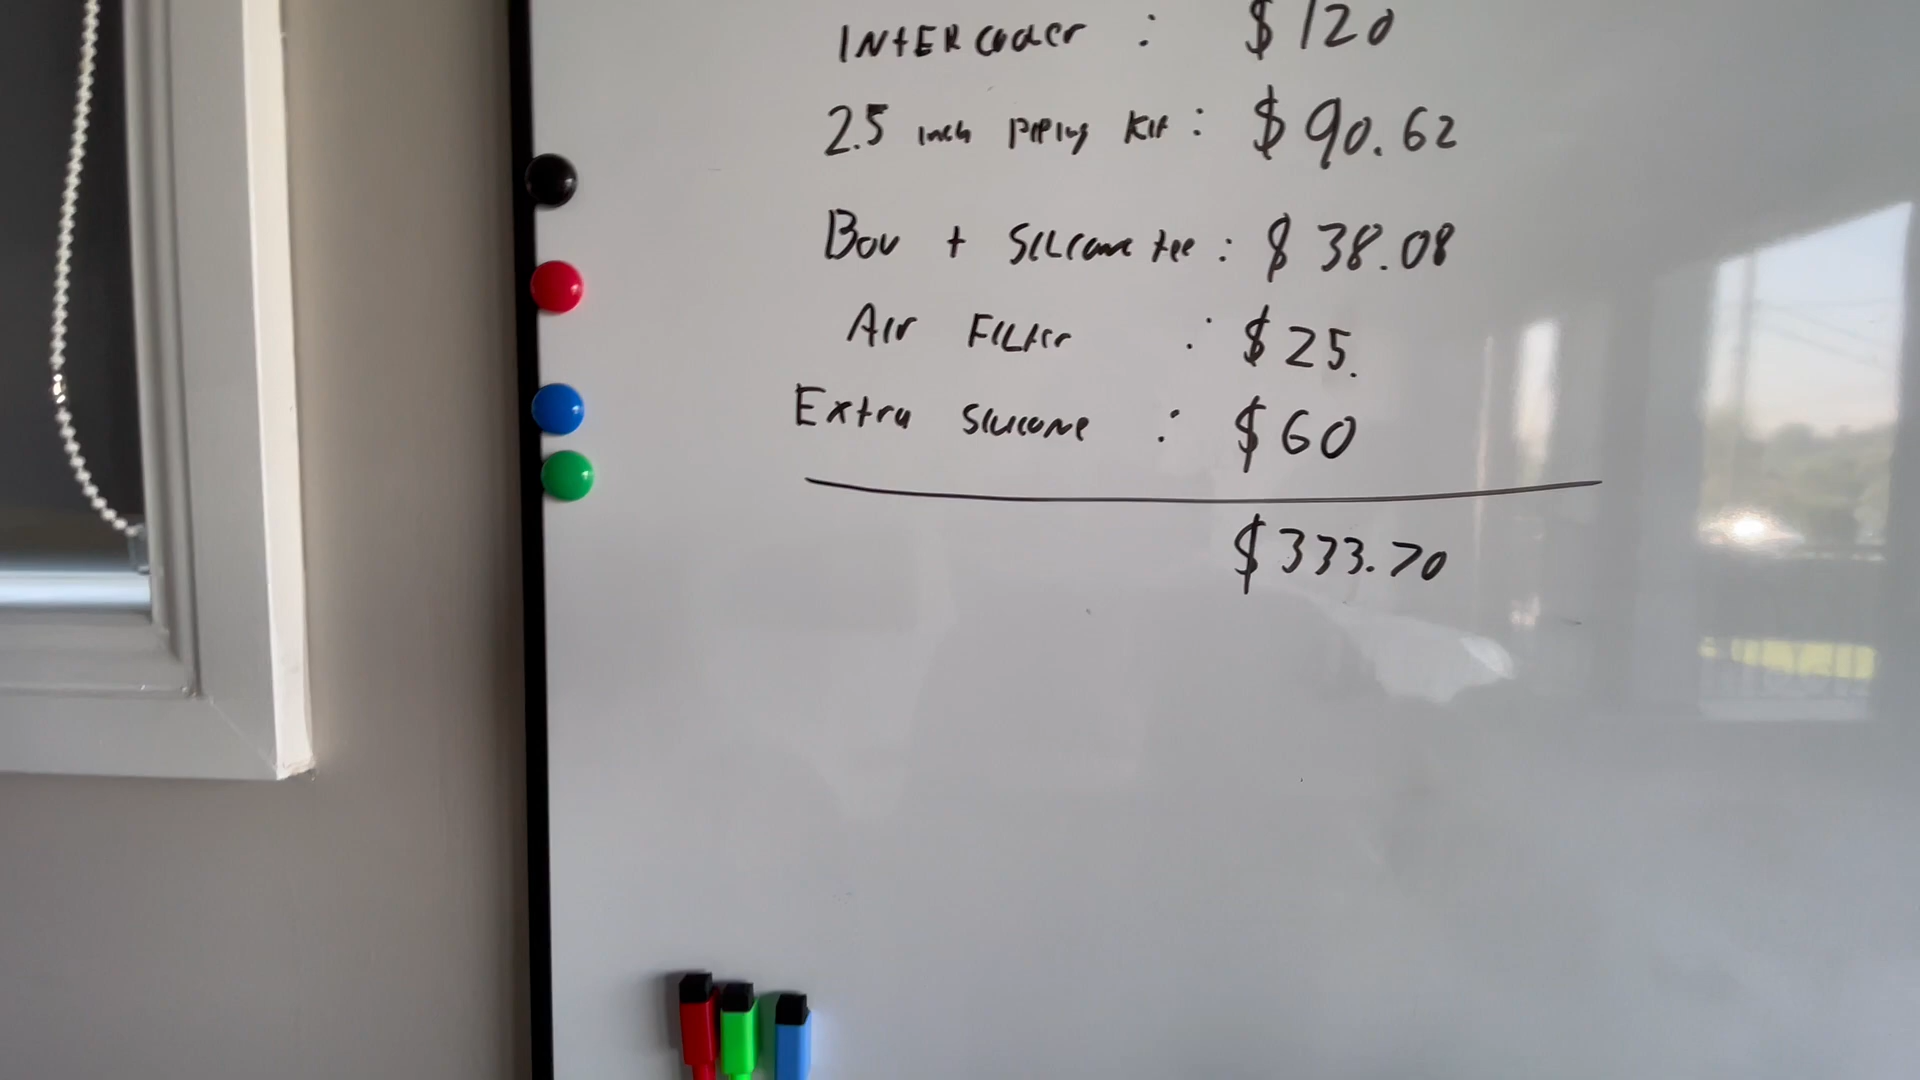 INTERCOOLER : $120
2.5 inch Piping Kit : $90.62
Bov + Silicone tee : $38.08
Air Filter : $25.
Extra Silicone : $60
$333.70